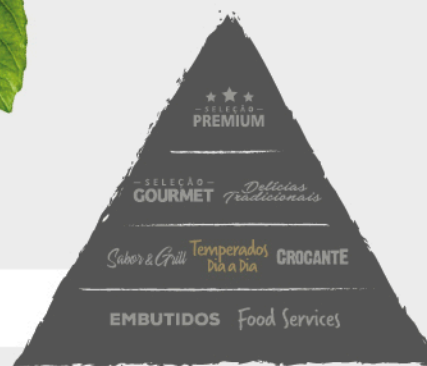 SELEÇÃO
PREMIUM
SELEÇÃO
GOURMET
Delícias
Tradicionais
Sabor & Grill
Temperados
Dia a Dia
CROCANTE
EMBUTIDOS
Food Services